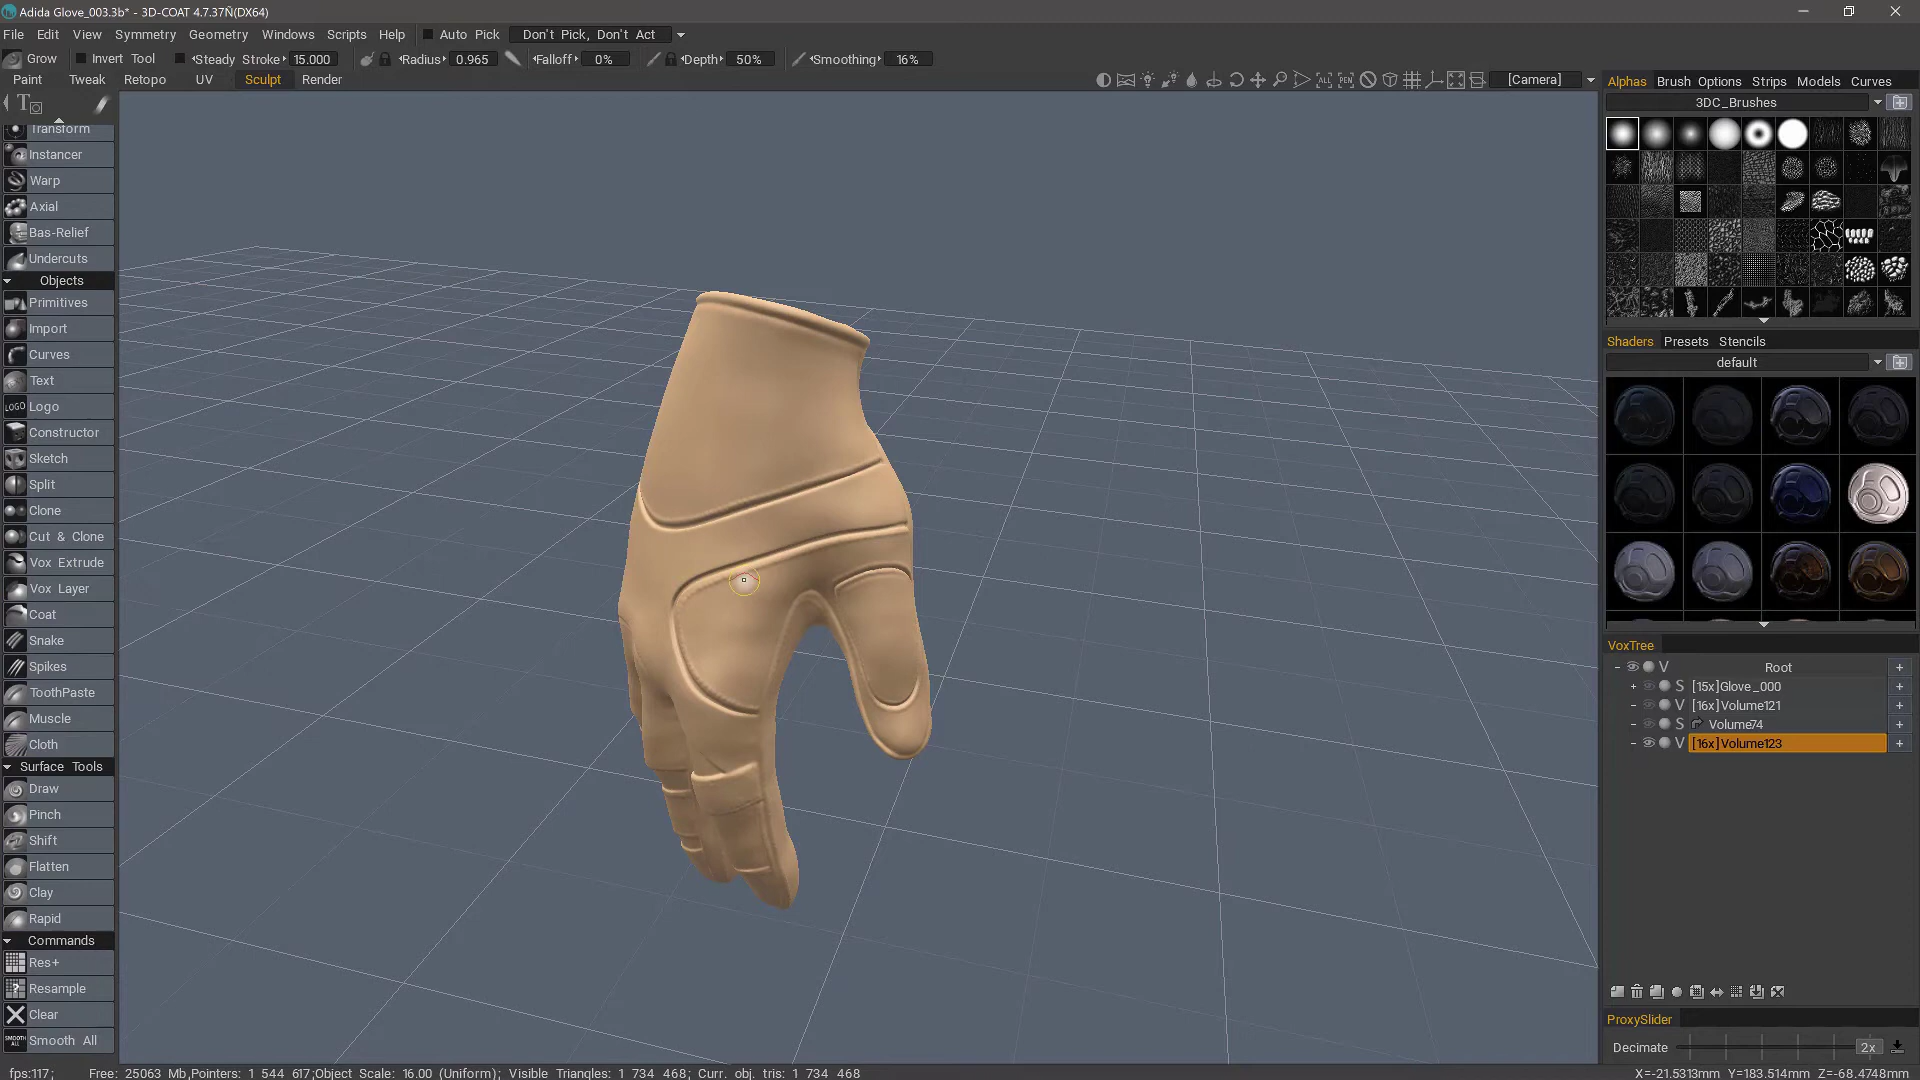 Adida Glove_003.3b* - 3D-COAT 4.7.37Ñ(DX64)
File Edit View Symmetry Geometry Windows Scripts Help Auto Pick Don't Pick, Don't Act
Grow Invert Tool Steady Stroke 15.000 Radius 0.965 Falloff 0% Depth 50% Smoothing 16%
Paint Tweak Retopo UV Sculpt Render ALL PEN [Camera]
Transform
Instancer
Warp
Axial
Bas-Relief
Undercuts
Objects
Primitives
Import
Curves
Text
LOGO Logo
Constructor
Sketch
Split
Clone
Cut & Clone
Vox Extrude
Vox Layer
Coat
Snake
Spikes
ToothPaste
Muscle
Cloth
Surface Tools
Draw
Pinch
Shift
Flatten
Clay
Rapid
Commands
Res+
Resample
Clear
SMOOTH ALL Smooth All
Alphas Brush Options Strips Models Curves
3DC_Brushes
Shaders Presets Stencils
default
VoxTree
V Root +
+ S [15x]Glove_000 +
- V [16x]Volume121 +
- S Volume74 +
- V [16x]Volume123 +
ProxySlider
Decimate 2x
fps:117; Free: 25063 Mb,Pointers: 1 544 617;Object Scale: 16.00 (Uniform); Visible Triangles: 1 734 468; Curr. obj. tris: 1 734 468 X=-21.5313mm Y=183.514mm Z=-68.4748mm